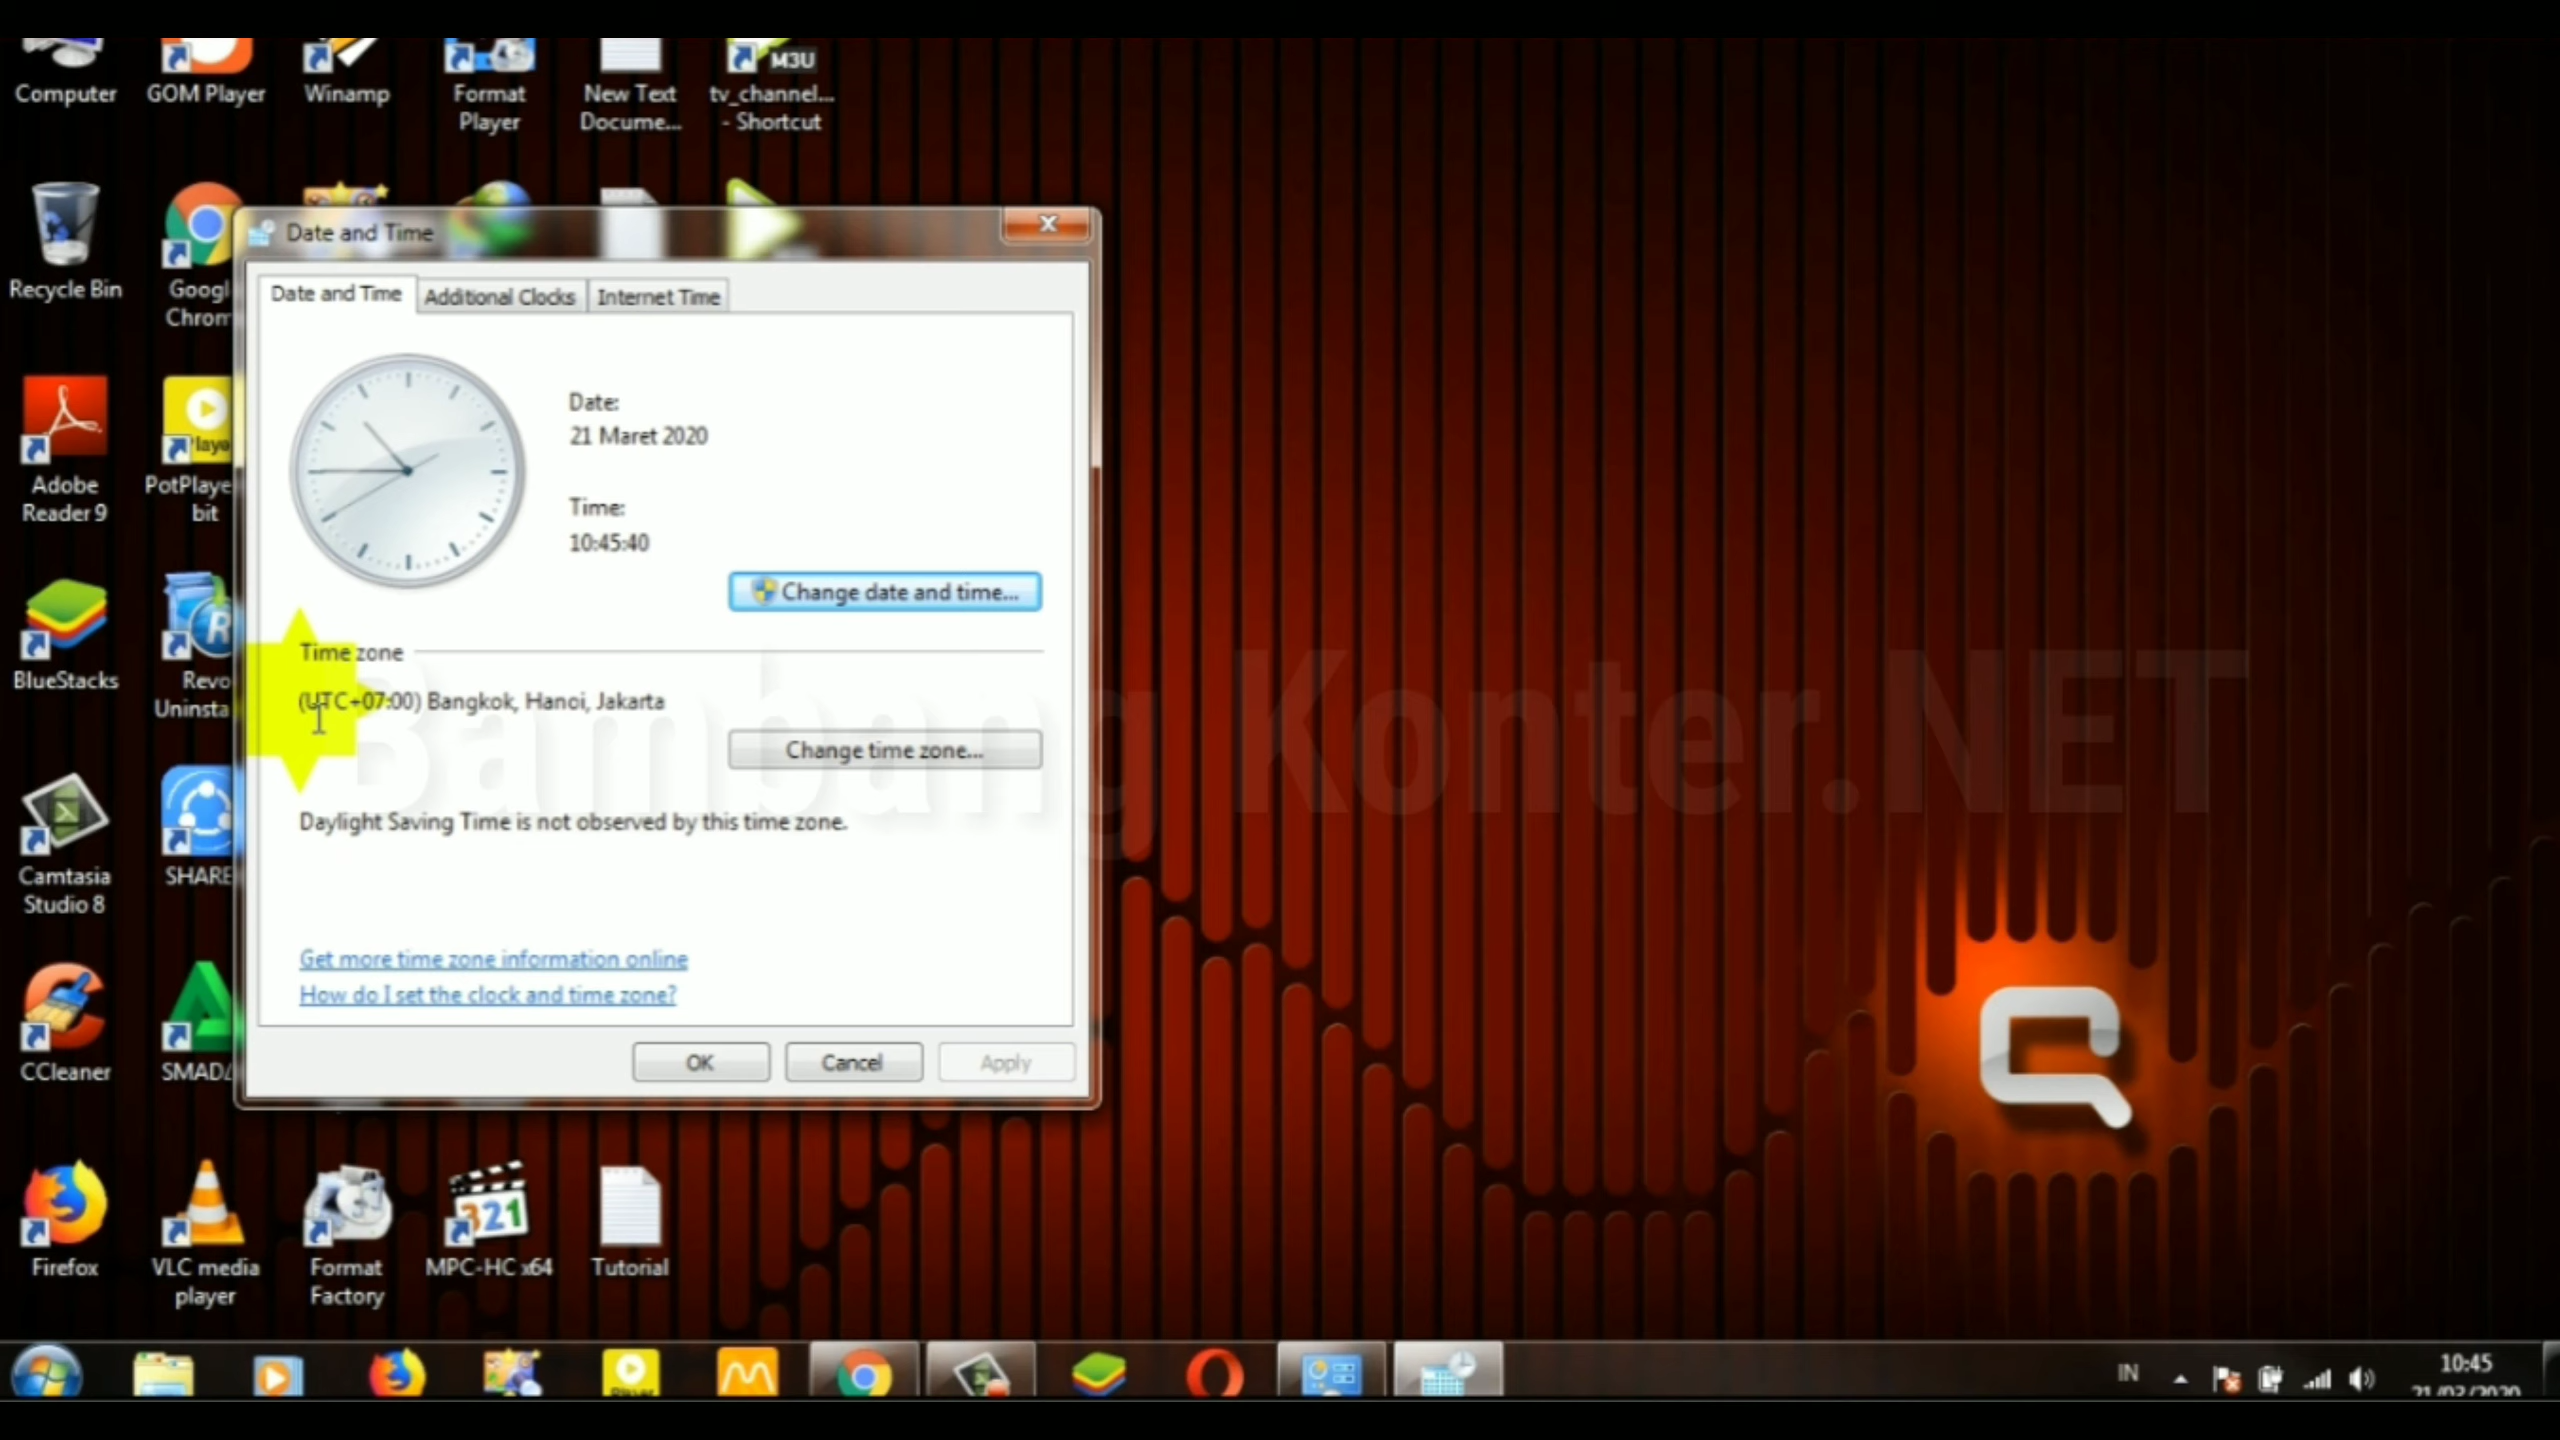 Computer
GOM Player
Winamp
Format
Player
New Text
Docume...
M3U
tv_channel...
- Shortcut
Recycle Bin
Adobe
Reader 9
PotPlaye
bit
BlueStacks
Revo
Uninsta
Camtasia
Studio 8
SHARE
CCleaner
Firefox
VLC media
player
Format
Factory
321
MPC-HC x64
Tutorial
Date and Time
Date and Time
Additional Clocks
Internet Time
Date:
21 Maret 2020
Time:
10:45:40
Change date and time...
Time zone
(UTC+07:00) Bangkok, Hanoi, Jakarta
Change time zone...
Daylight Saving Time is not observed by this time zone.
Get more time zone information online
How do I set the clock and time zone?
OK
Cancel
Apply
Bambang Konter.NET
IN
10:45
21/03/2020